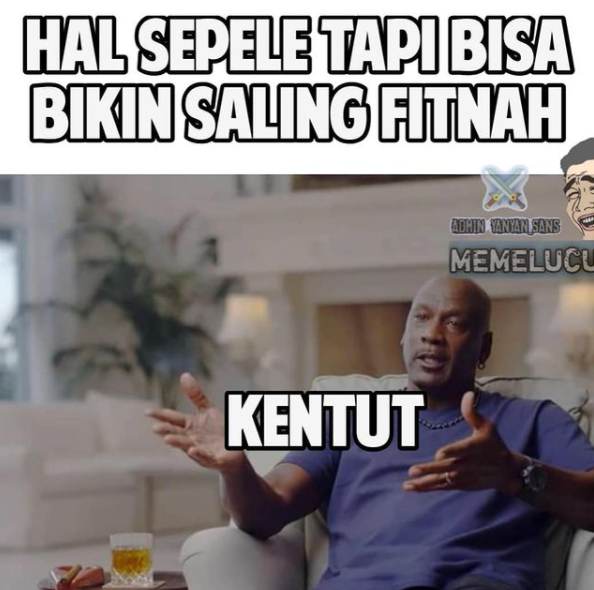 HAL SEPELE TAPI BISA
BIKIN SALING FITNAH
ADMIN YANYAN SANS
MEMELUCU
KENTUT